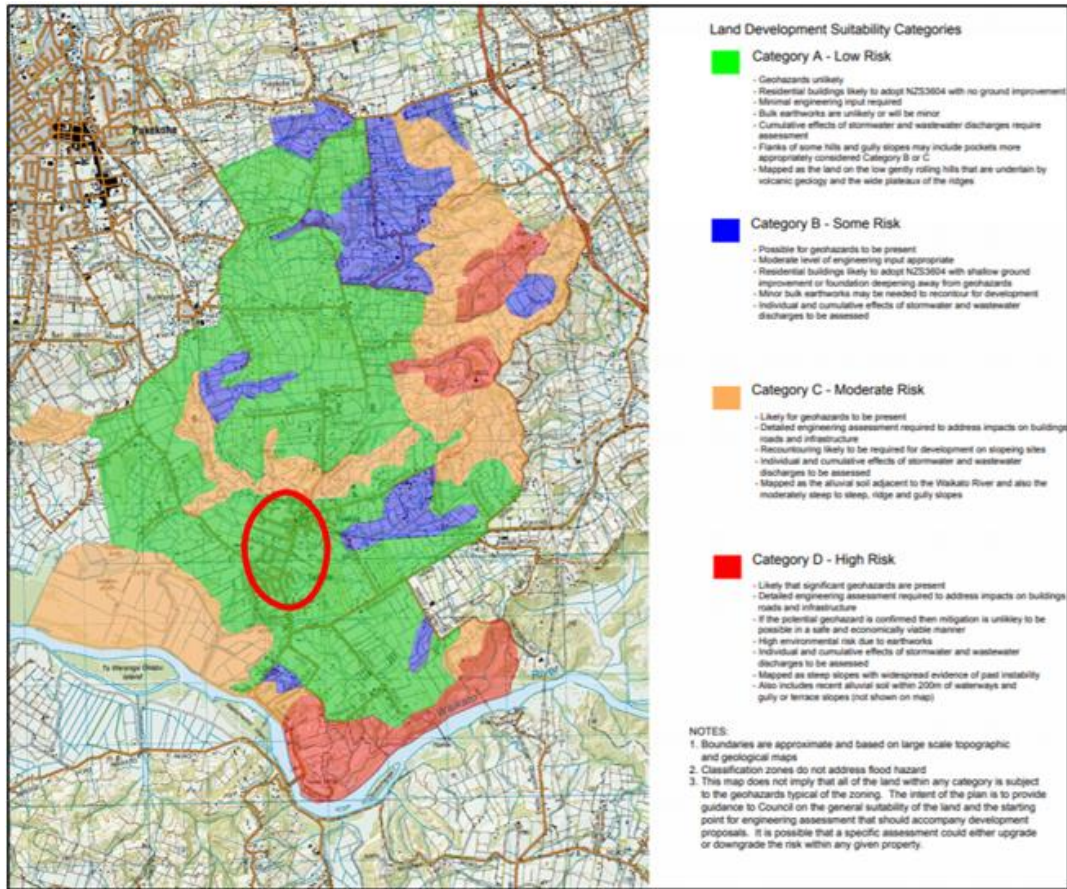 Pukekohe
Te Weranga Ohaou
Island
River
Land Development Suitability Categories
Category A - Low Risk
- Geohazards unlikely
- Residential buildings likely to adopt NZS3604 with no ground improvement
- Minimal engineering input required
- Bulk earthworks are unlikely or will be minor
- Cumulative effects of stormwater and wastewater discharges require
assessment
- Flanks of some hills and gully slopes may include pockets more
appropriately considered Category B or C
- Mapped as the land on the low gently rolling hills that are underlain by
volcanic geology and the wide plateaux of the ridges
Category B - Some Risk
- Possible for geohazards to be present
- Moderate level of engineering input appropriate
- Residential buildings likely to adopt NZS3604 with shallow ground
improvement or foundation deepening away from geohazards
- Minor bulk earthworks may be needed to recontour for development
- Individual and cumulative effects of stormwater and wastewater
discharges to be assessed
Category C - Moderate Risk
- Likely for geohazards to be present
- Detailed engineering assessment required to address impacts on buildings
roads and infrastructure
- Recountouring likely to be required for development on slopeing sites
- Individual and cumulative effects of stormwater and wastewater
discharges to be assessed
- Mapped as the alluvial soil adjacent to the Waikato River and also the
moderately steep to steep, ridge and gully slopes
Category D - High Risk
- Likely that significant geohazards are present
- Detailed engineering assessment required to address impacts on buildings
roads and infrastructure
- If the potential geohazard is confirmed then mitigation is unlikley to be
possible in a safe and economically viable manner
- High environmental risk due to earthworks
- Individual and cumulative effects of stormwater and wastewater
discharges to be assessed
- Mapped as steep slopes with widespread evidence of past instability
- Also includes recent alluvial soil within 200m of waterways and
gully or terrace slopes (not shown on map)
NOTES:
1. Boundaries are approximate and based on large scale topographic
and geological maps
2. Classification zones do not address flood hazard
3. This map does not imply that all of the land within any category is subject
to the geohazards typical of the zoning. The intent of the plan is to provide
guidance to Council on the general suitability of the land and the starting
point for engineering assessment that should accompany development
proposals. It is possible that a specific assessment could either upgrade
or downgrade the risk within any given property.